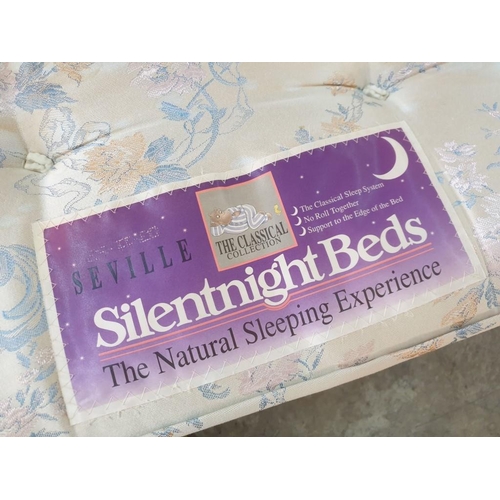 SEVILLE
THE CLASSICAL
COLLECTION
The Classical Sleep System
No Roll Together
Support to the Edge of the Bed
Silentnight Beds
The Natural Sleeping Experience